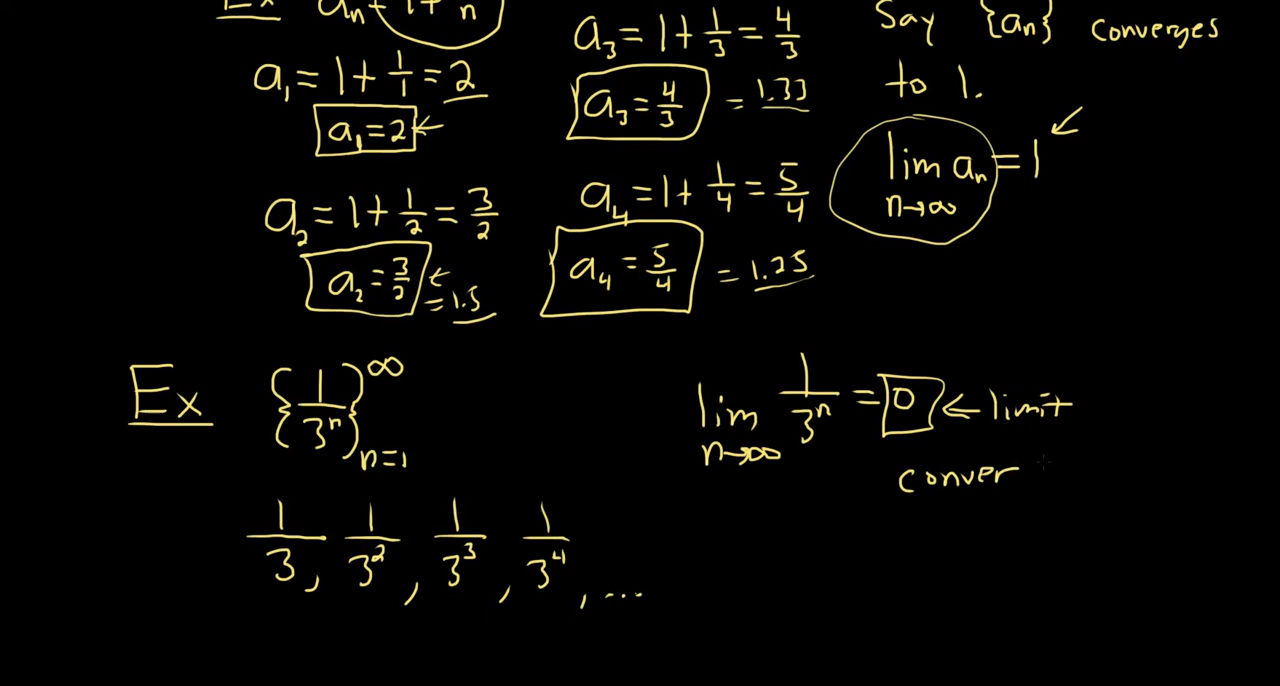 Ex aₙ = 1 + 1/n
a₁ = 1 + 1/1 = 2
a₁ = 2 ←
a₂ = 1 + 1/2 = 3/2
a₂ = 3/2 ← = 1.5
a₃ = 1 + 1/3 = 4/3
a₃ = 4/3 = 1.33
a₄ = 1 + 1/4 = 5/4
a₄ = 5/4 = 1.25
Say {aₙ} converges
to 1.
lim aₙ = 1
n→∞
Ex {1/3ⁿ}^∞
n=1
1/3, 1/3², 1/3³, 1/3⁴, ...
lim 1/3ⁿ = 0 ← limit
n→∞
conver